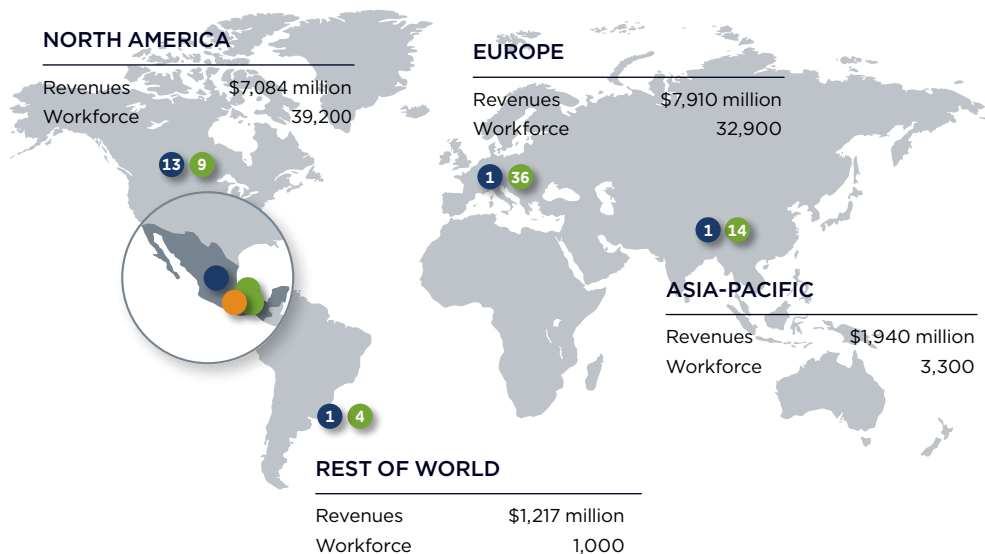 NORTH AMERICA
Revenues $7,084 million
Workforce 39,200
13 9
EUROPE
Revenues $7,910 million
Workforce 32,900
1 36
1 14
ASIA-PACIFIC
Revenues $1,940 million
Workforce 3,300
1 4
REST OF WORLD
Revenues $1,217 million
Workforce 1,000